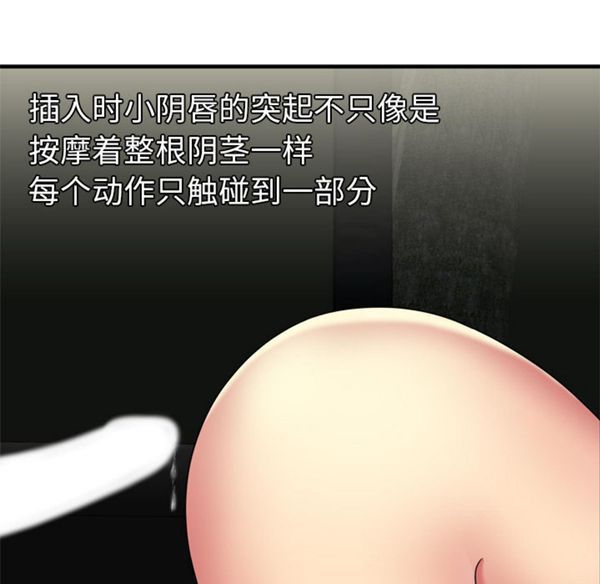 插入时小阴唇的突起不只像是
按摩着整根阴茎一样
每个动作只触碰到一部分